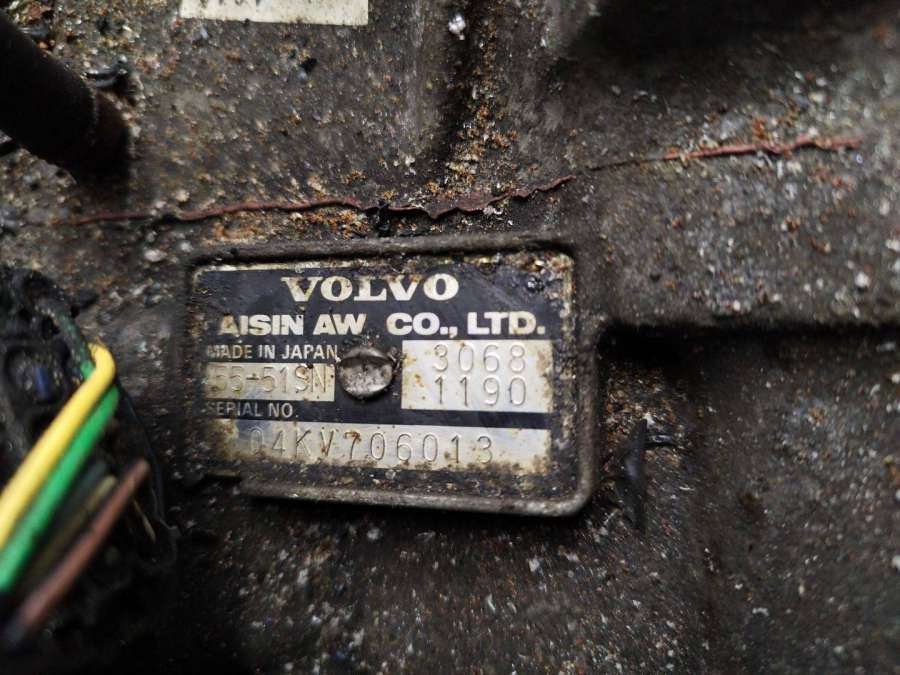 VOLVO
AISIN AW CO., LTD.
MADE IN JAPAN
55-51SN
3068
1190
SERIAL NO.
04KV706013